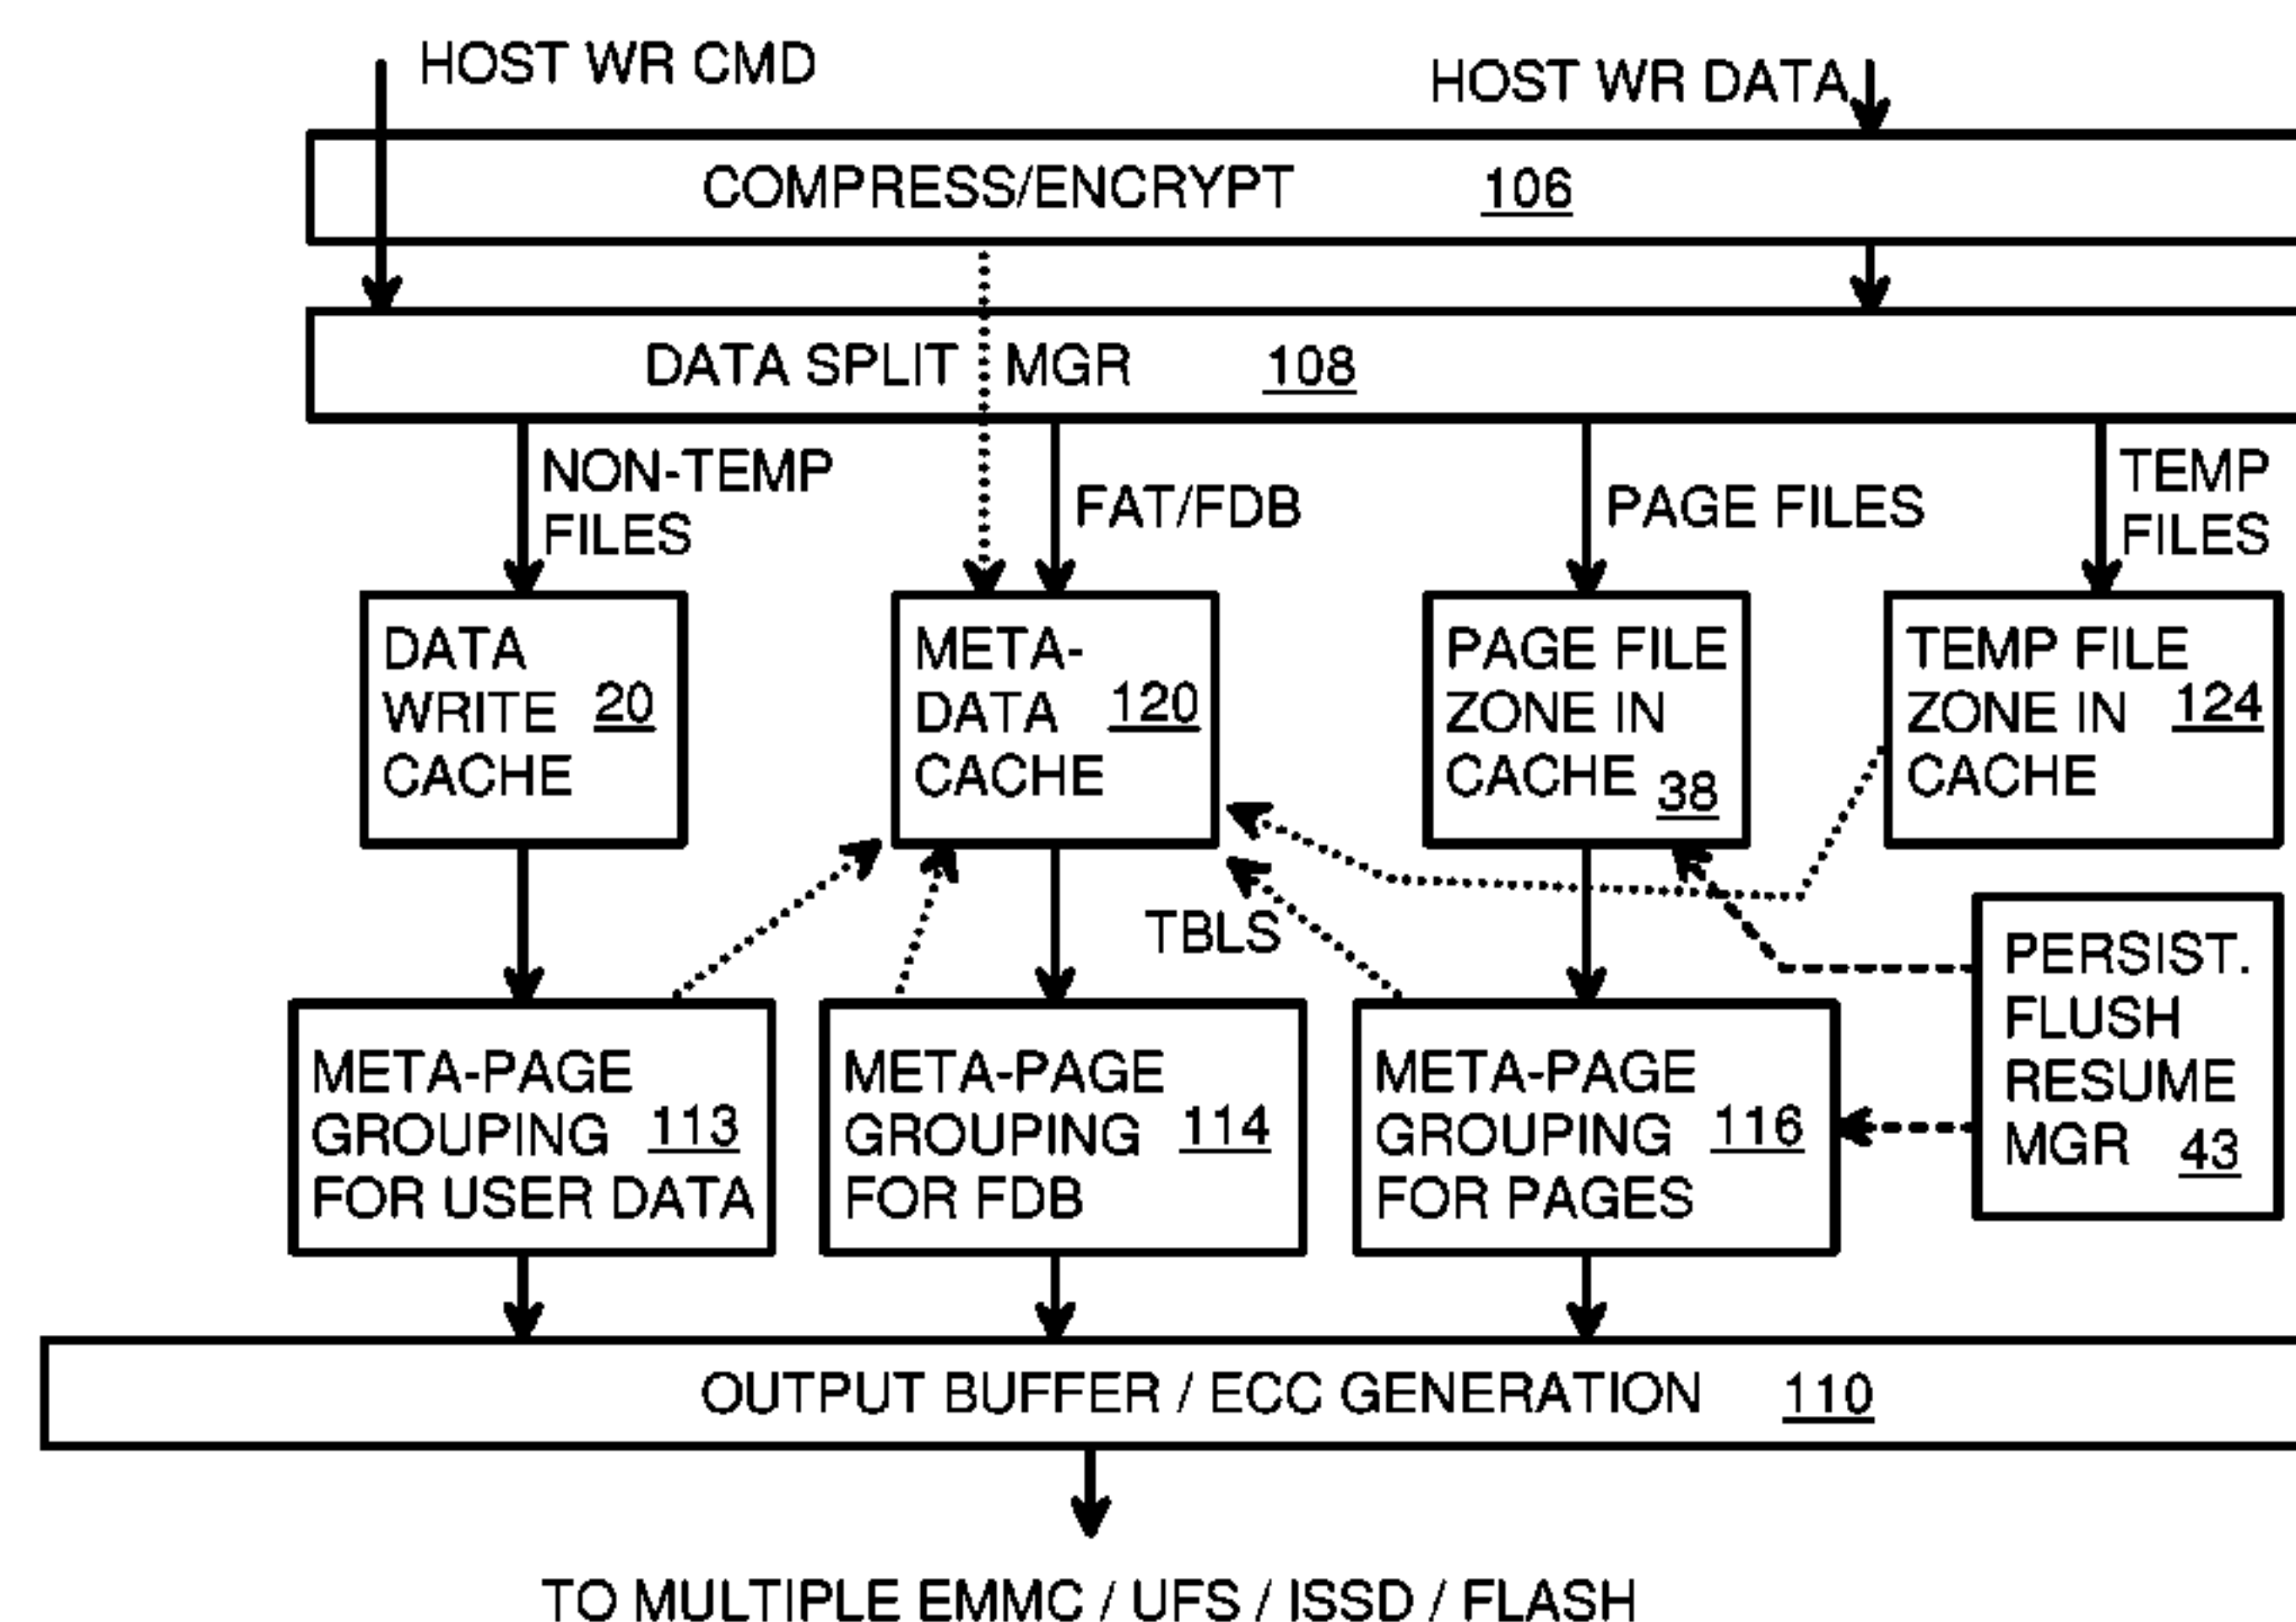 HOST WR CMD
HOST WR DATA
COMPRESS/ENCRYPT 106
DATA SPLIT MGR 108
NON-TEMP
FILES
FAT/FDB
PAGE FILES
TEMP
FILES
DATA
WRITE 20
CACHE
META-
DATA 120
CACHE
PAGE FILE
ZONE IN
CACHE 38
TEMP FILE
ZONE IN 124
CACHE
TBLS
META-PAGE
GROUPING 113
FOR USER DATA
META-PAGE
GROUPING 114
FOR FDB
META-PAGE
GROUPING 116
FOR PAGES
PERSIST.
FLUSH
RESUME
MGR 43
OUTPUT BUFFER / ECC GENERATION 110
TO MULTIPLE EMMC / UFS / ISSD / FLASH